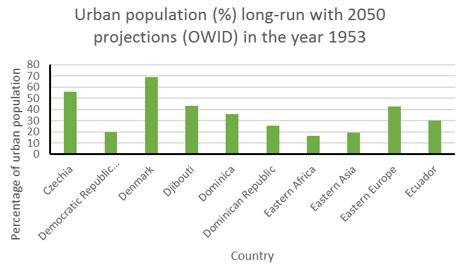 Urban population (%) long-run with 2050
projections (OWID) in the year 1953
Percentage of urban population
80
70
60
50
40
30
20
10
0
Czechia
Democratic Republic...
Denmark
Djibouti
Dominica
Dominican Republic
Eastern Africa
Eastern Asia
Eastern Europe
Ecuador
Country